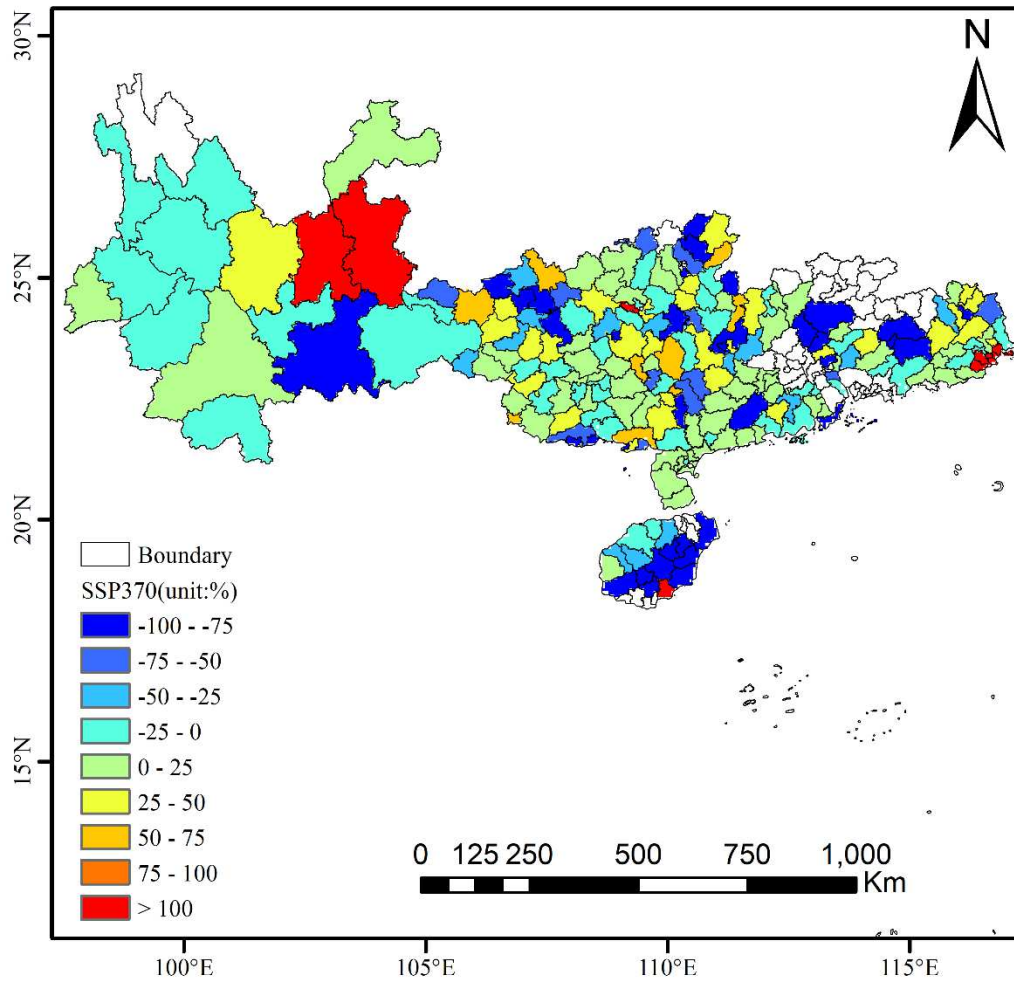 30°N
N
25°N
20°N
15°N
Boundary
SSP370(unit:%)
-100 - -75
-75 - -50
-50 - -25
-25 - 0
0 - 25
25 - 50
50 - 75
75 - 100
> 100
0 125 250 500 750 1,000
Km
100°E 105°E 110°E 115°E